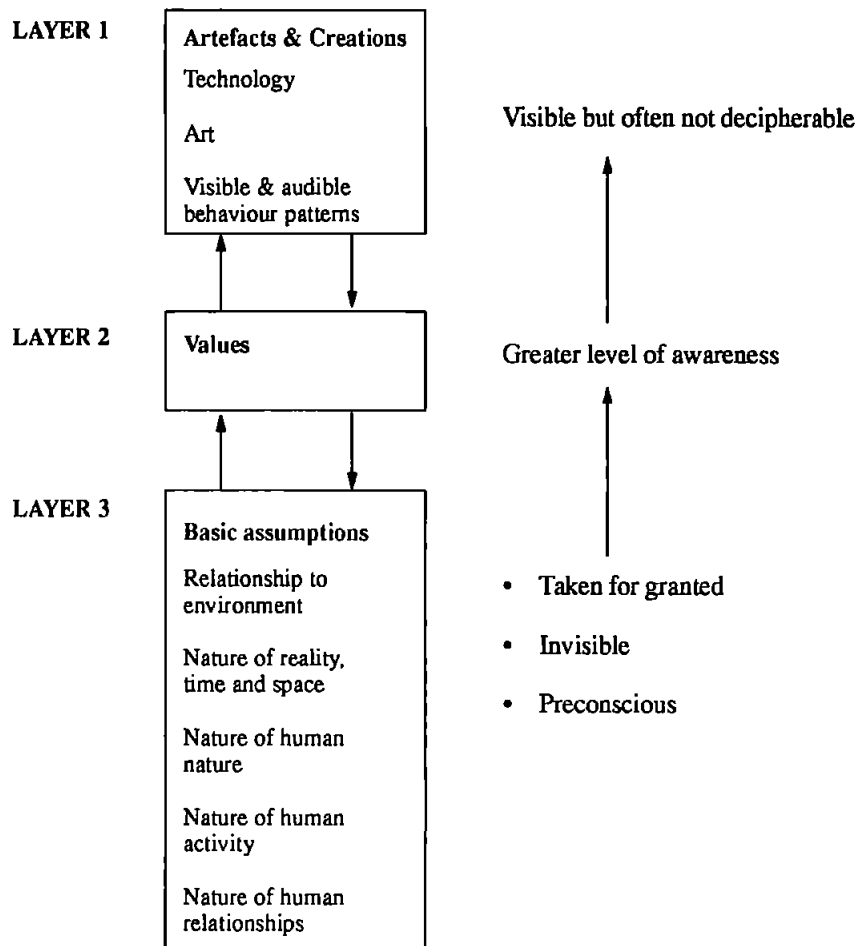 LAYER 1
Artefacts & Creations
Technology
Art
Visible & audible
behaviour patterns
Visible but often not decipherable
LAYER 2
Values
Greater level of awareness
LAYER 3
Basic assumptions
Relationship to
environment
Nature of reality,
time and space
Nature of human
nature
Nature of human
activity
Nature of human
relationships
• Taken for granted
• Invisible
• Preconscious